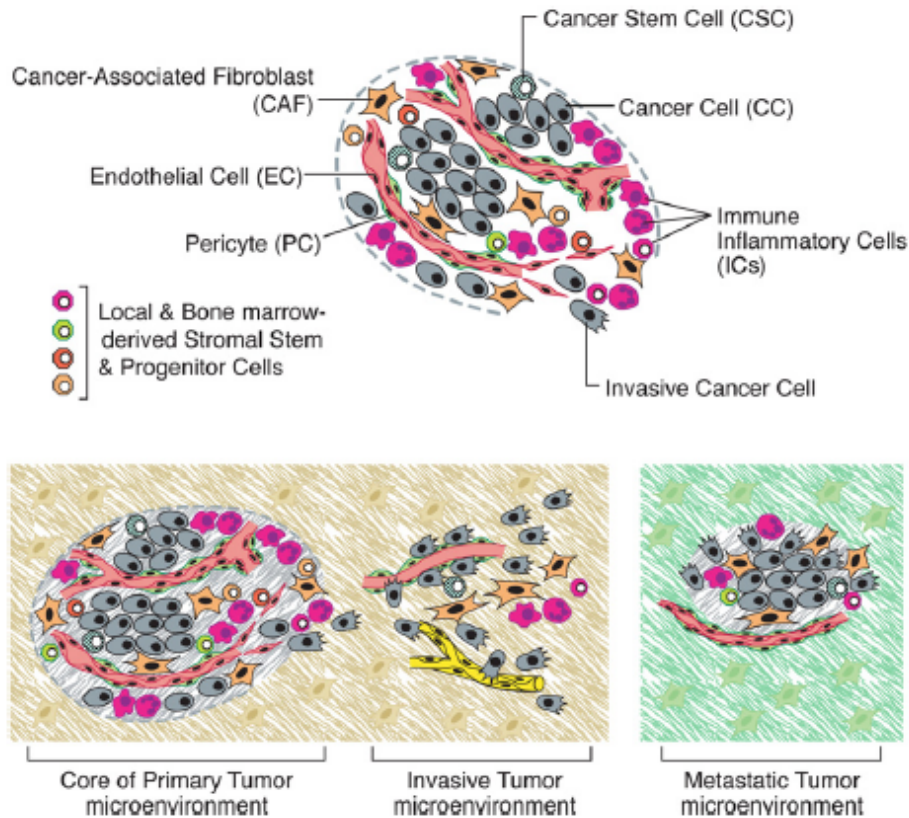 Cancer Stem Cell (CSC)
Cancer-Associated Fibroblast
(CAF)
Cancer Cell (CC)
Endothelial Cell (EC)
Pericyte (PC)
Immune
Inflammatory Cells
(ICs)
Local & Bone marrow-
derived Stromal Stem
& Progenitor Cells
Invasive Cancer Cell
Core of Primary Tumor
microenvironment
Invasive Tumor
microenvironment
Metastatic Tumor
microenvironment